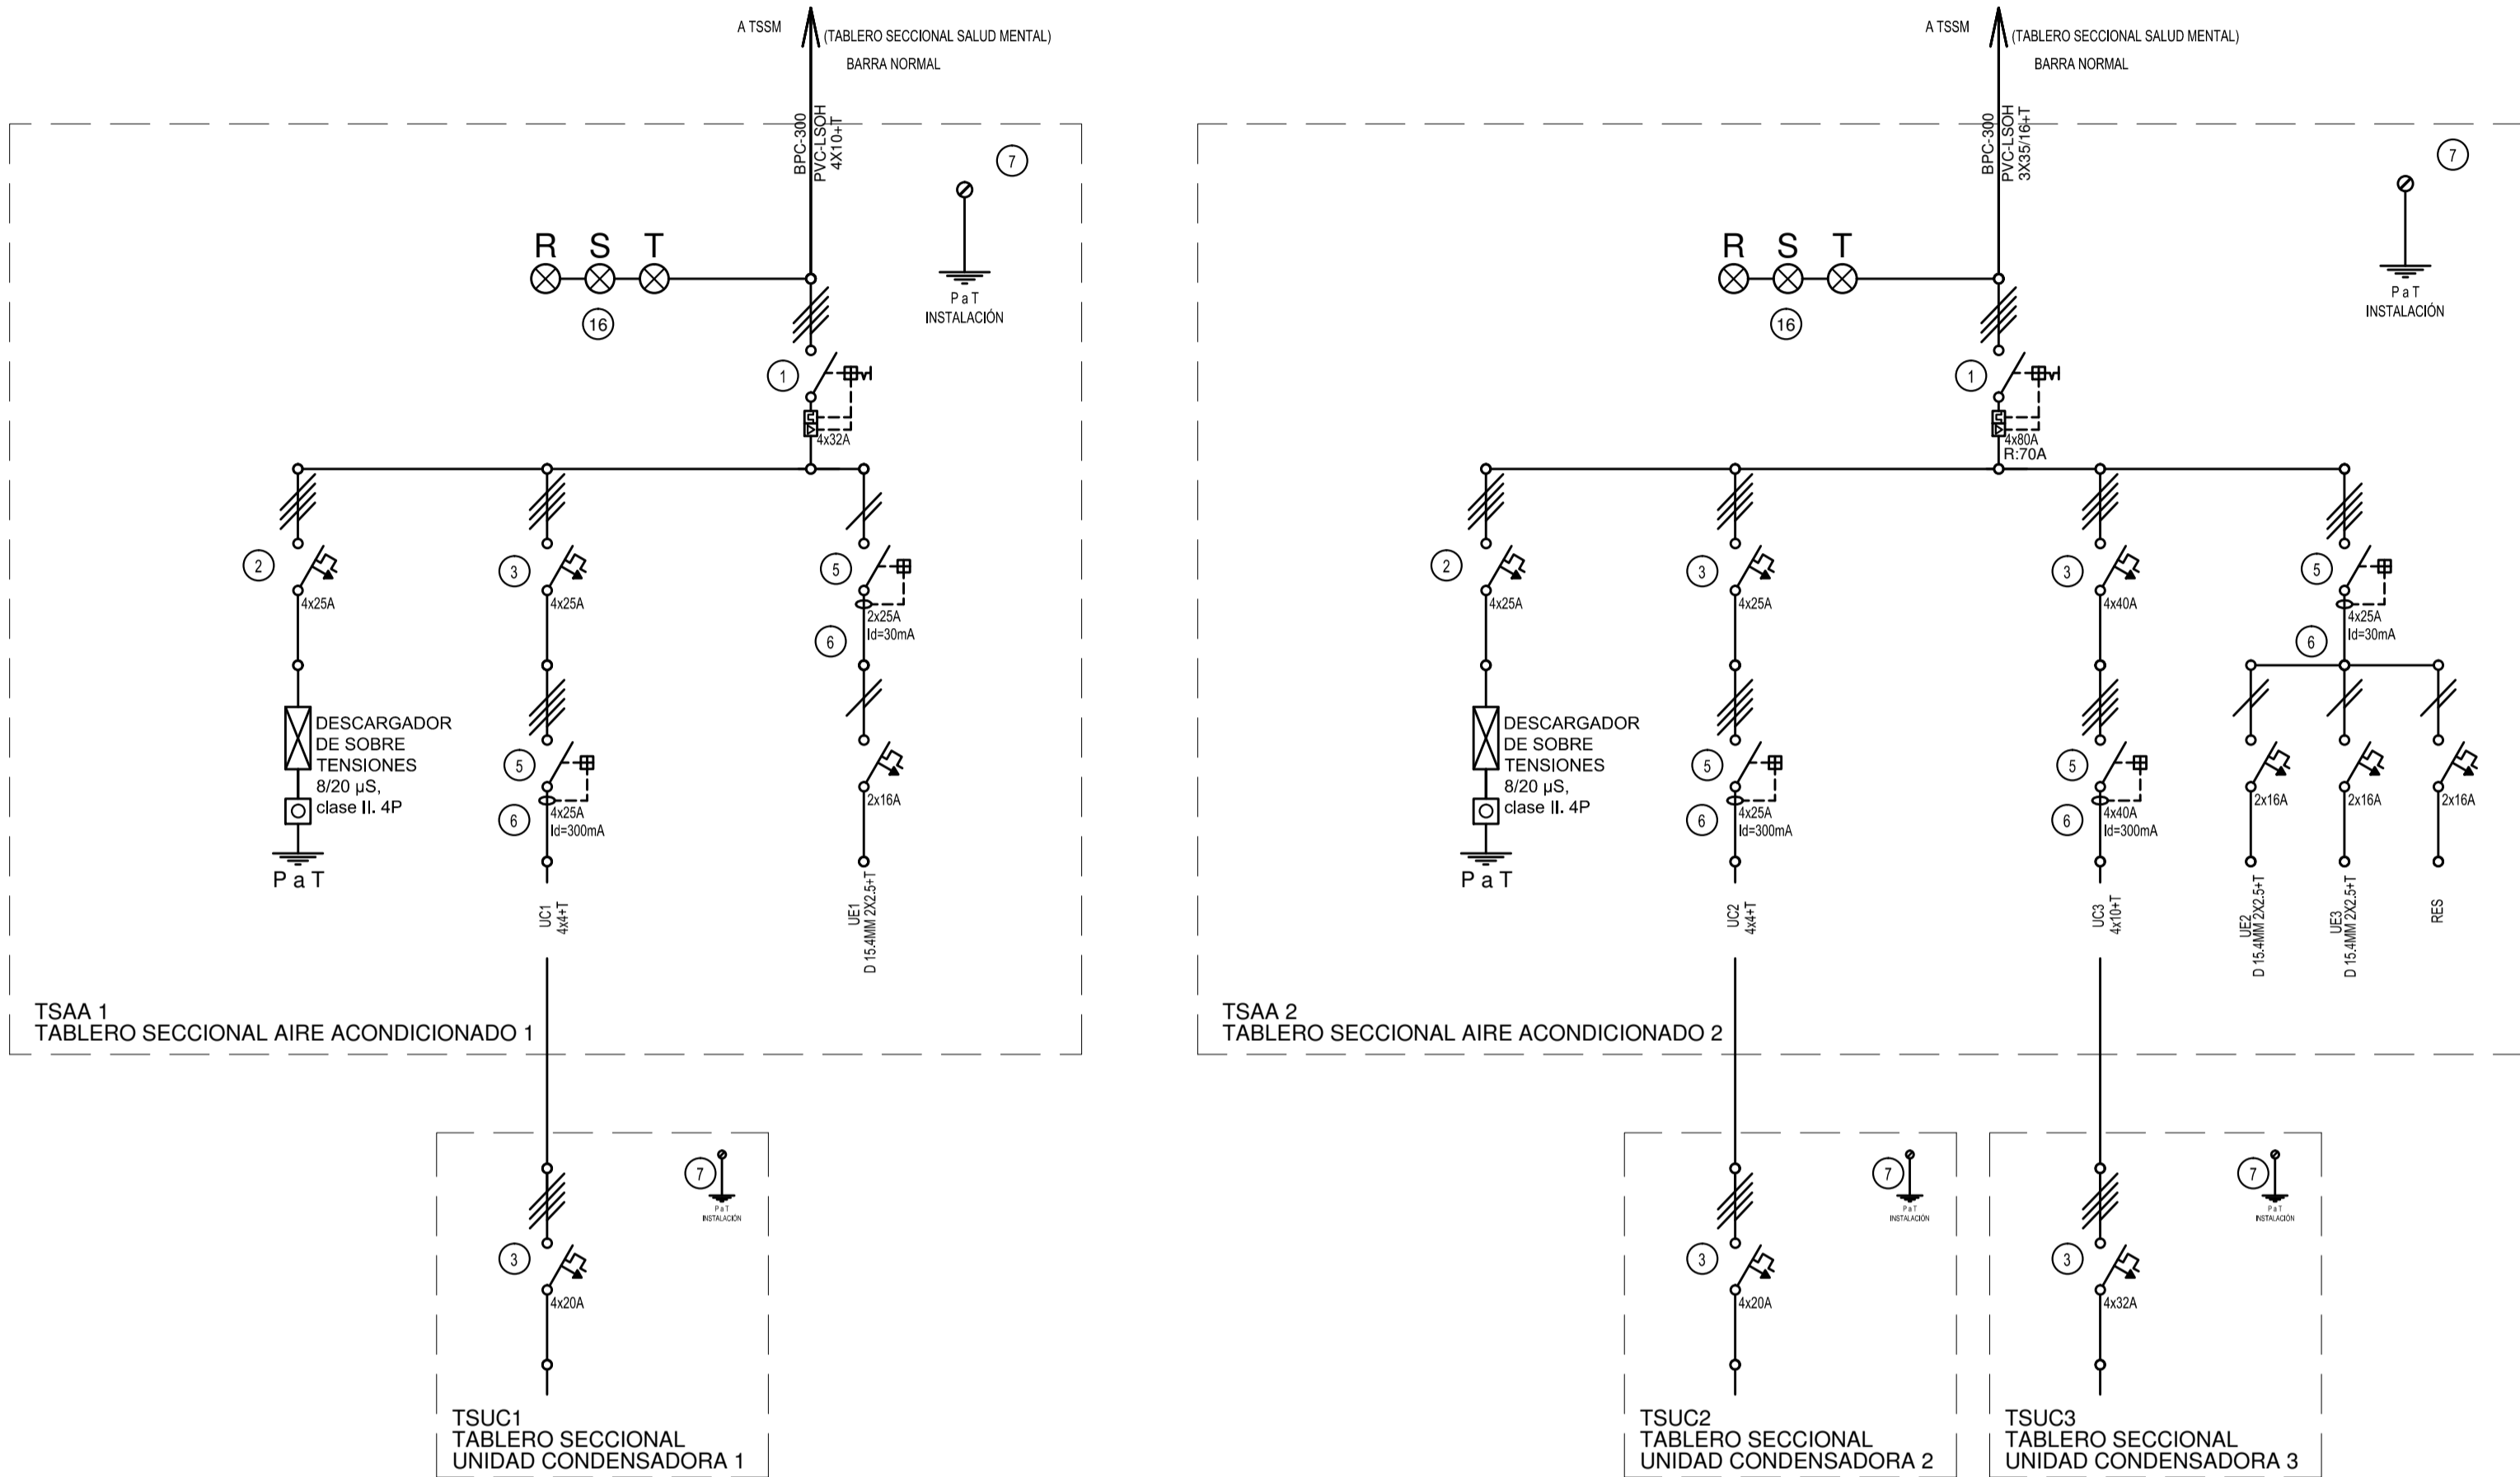 A TSSM
(TABLERO SECCIONAL SALUD MENTAL)
BARRA NORMAL
BPC-300
PVC-LSOH
4X10+T
7
P a T
INSTALACIÓN
R S T
16
1
4x32A
2
4x25A
3
4x25A
5
2x25A
Id=30mA
6
DESCARGADOR
DE SOBRE
TENSIONES
8/20 µS,
clase II. 4P
P a T
5
4x25A
Id=300mA
6
2x16A
UC1
4x4+T
UE1
D 15.4MM 2X2.5+T
TSAA 1
TABLERO SECCIONAL AIRE ACONDICIONADO 1
7
P a T
INSTALACIÓN
3
4x20A
TSUC1
TABLERO SECCIONAL
UNIDAD CONDENSADORA 1
A TSSM
(TABLERO SECCIONAL SALUD MENTAL)
BARRA NORMAL
BPC-300
PVC-LSOH
3X35/16+T
7
P a T
INSTALACIÓN
R S T
16
1
4x80A
R:70A
2
4x25A
3
4x25A
3
4x40A
5
4x25A
Id=30mA
6
DESCARGADOR
DE SOBRE
TENSIONES
8/20 µS,
clase II. 4P
P a T
5
4x25A
Id=300mA
6
5
4x40A
Id=300mA
6
2x16A
2x16A
2x16A
UC2
4x4+T
UC3
4x10+T
UE2
D 15.4MM 2X2.5+T
UE3
D 15.4MM 2X2.5+T
RES
TSAA 2
TABLERO SECCIONAL AIRE ACONDICIONADO 2
7
P a T
INSTALACIÓN
3
4x20A
TSUC2
TABLERO SECCIONAL
UNIDAD CONDENSADORA 2
7
P a T
INSTALACIÓN
3
4x32A
TSUC3
TABLERO SECCIONAL
UNIDAD CONDENSADORA 3